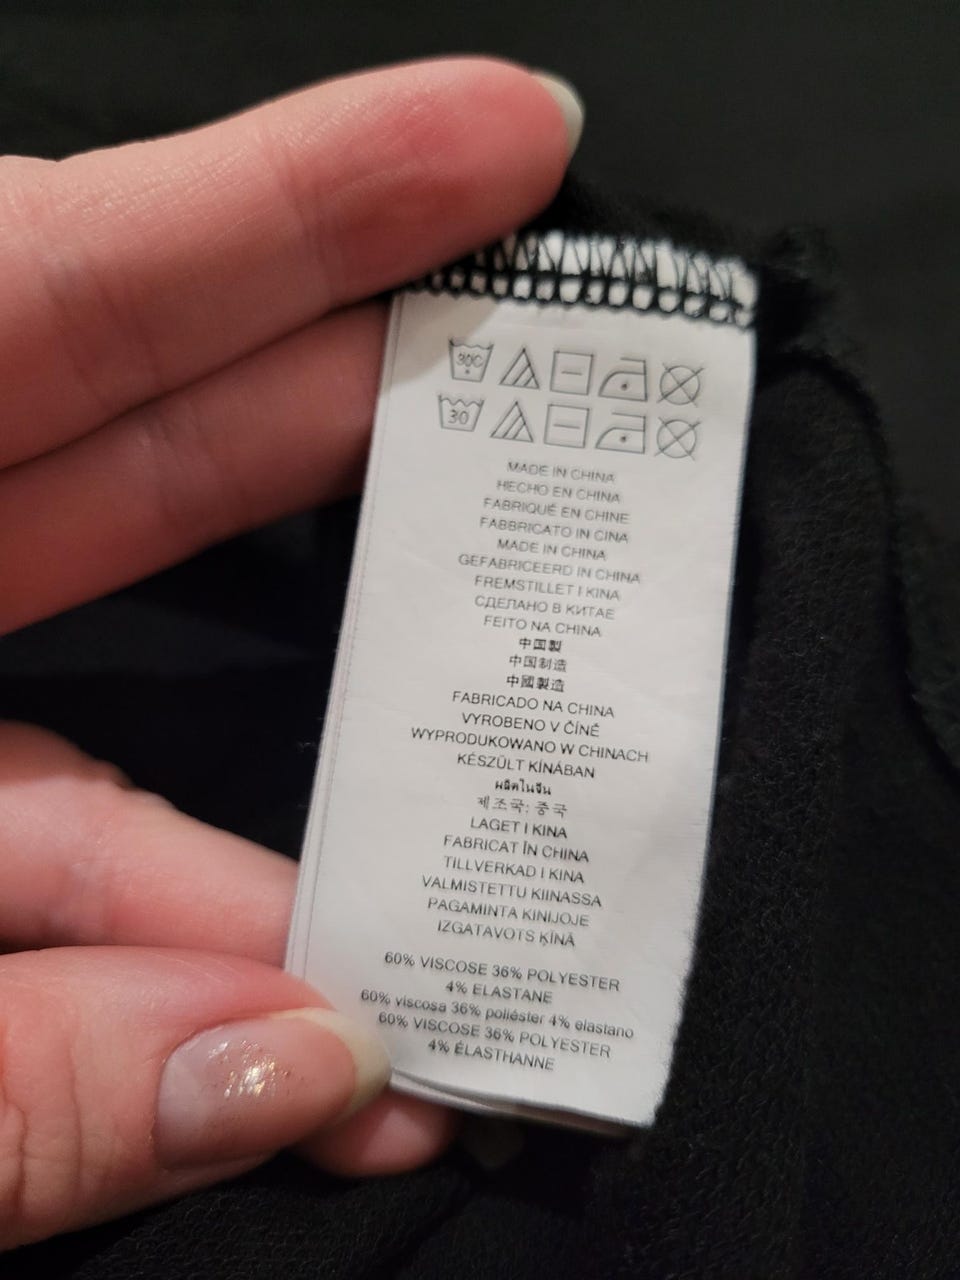 30C
30
MADE IN CHINA
HECHO EN CHINA
FABRIQUÉ EN CHINE
FABBRICATO IN CINA
MADE IN CHINA
GEFABRICEERD IN CHINA
FREMSTILLET I KINA
СДЕЛАНО В КИТАЕ
FEITO NA CHINA
中国製
中国制造
中國製造
FABRICADO NA CHINA
VYROBENO V ČÍNĚ
WYPRODUKOWANO W CHINACH
KÉSZÜLT KÍNÁBAN
ผลิตในจีน
제조국: 중국
LAGET I KINA
FABRICAT ÎN CHINA
TILLVERKAD I KINA
VALMISTETTU KIINASSA
PAGAMINTA KINIJOJE
IZGATAVOTS ĶĪNĀ
60% VISCOSE 36% POLYESTER
4% ELASTANE
60% viscosa 36% poliéster 4% elastano
60% VISCOSE 36% POLYESTER
4% ÉLASTHANNE